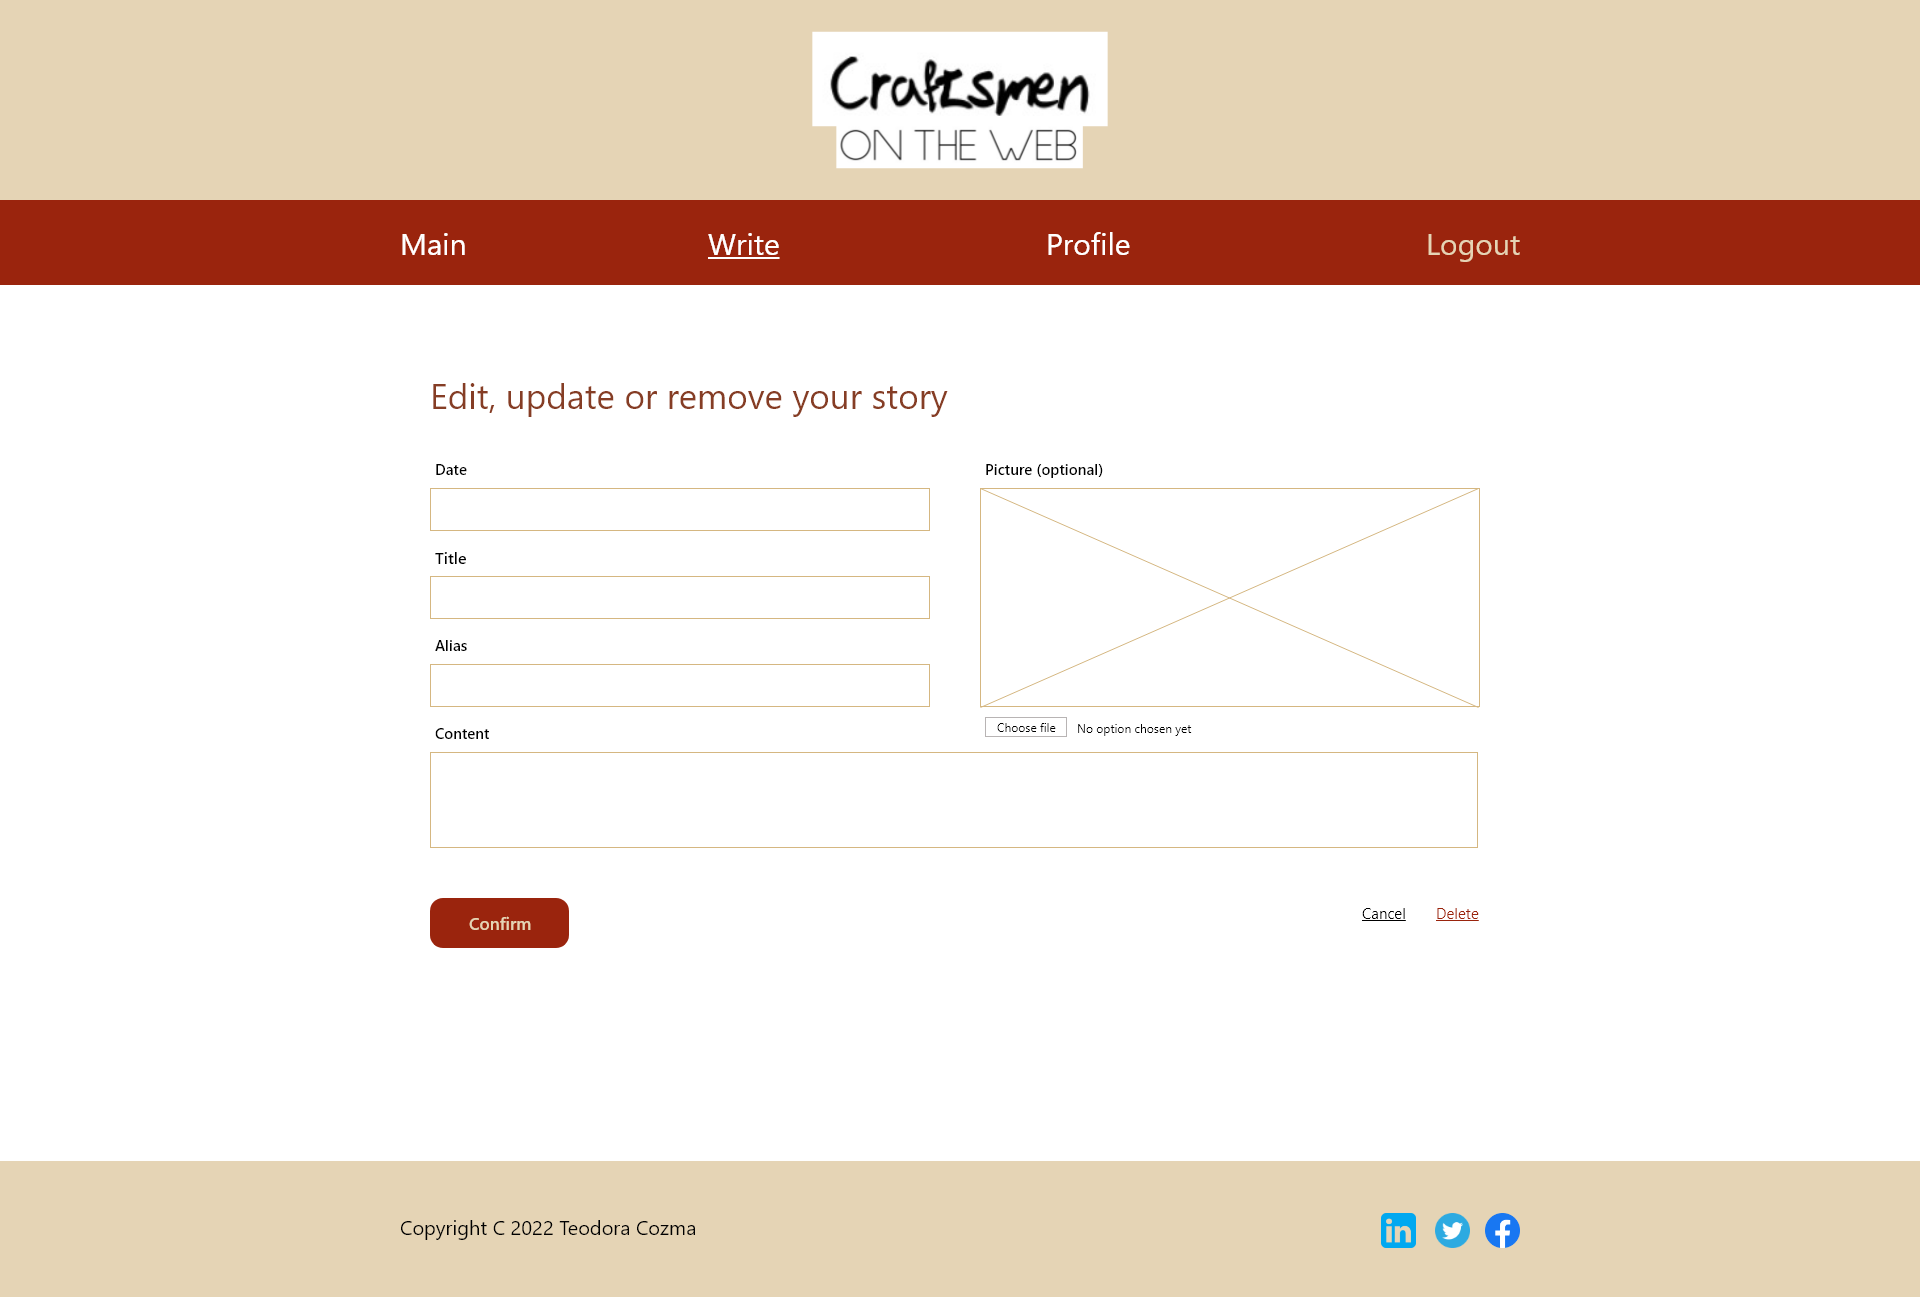 Craftsmen
ON THE WEB
Main Write Profile Logout
Edit, update or remove your story
Date
Picture (optional)
Title
Alias
Choose file No option chosen yet
Content
Confirm
Cancel Delete
Copyright C 2022 Teodora Cozma
in